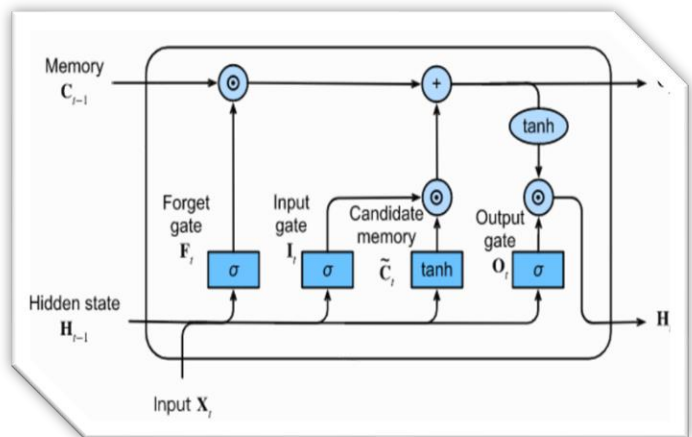 Memory
C_{t-1}
⊙
+
tanh
Forget
gate
F_t
Input
gate
I_t
Candidate
memory
C̃_t
⊙
Output
gate
O_t
⊙
σ
σ
tanh
σ
Hidden state
H_{t-1}
H
Input X_t